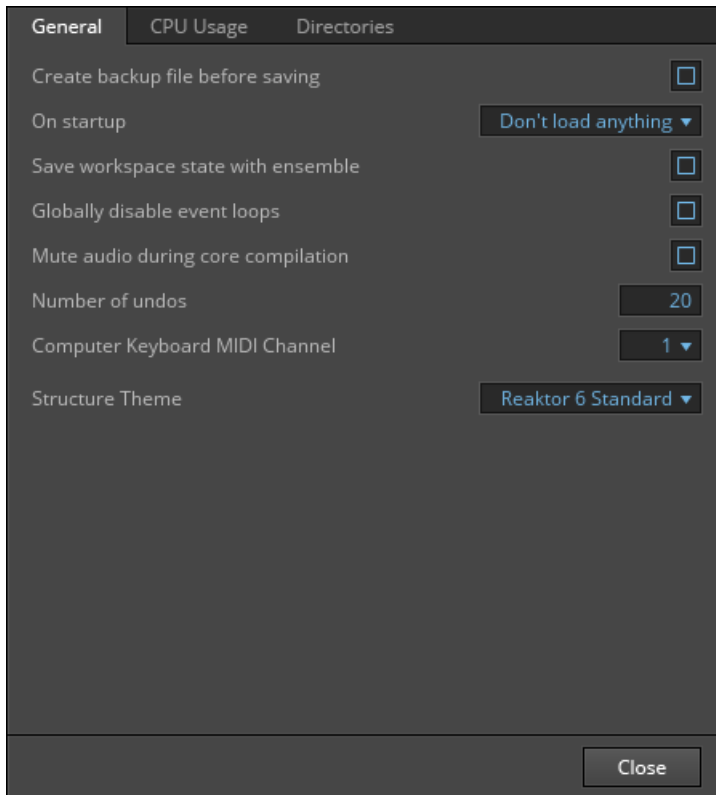 General CPU Usage Directories
Create backup file before saving
On startup Don't load anything
Save workspace state with ensemble
Globally disable event loops
Mute audio during core compilation
Number of undos 20
Computer Keyboard MIDI Channel 1
Structure Theme Reaktor 6 Standard
Close